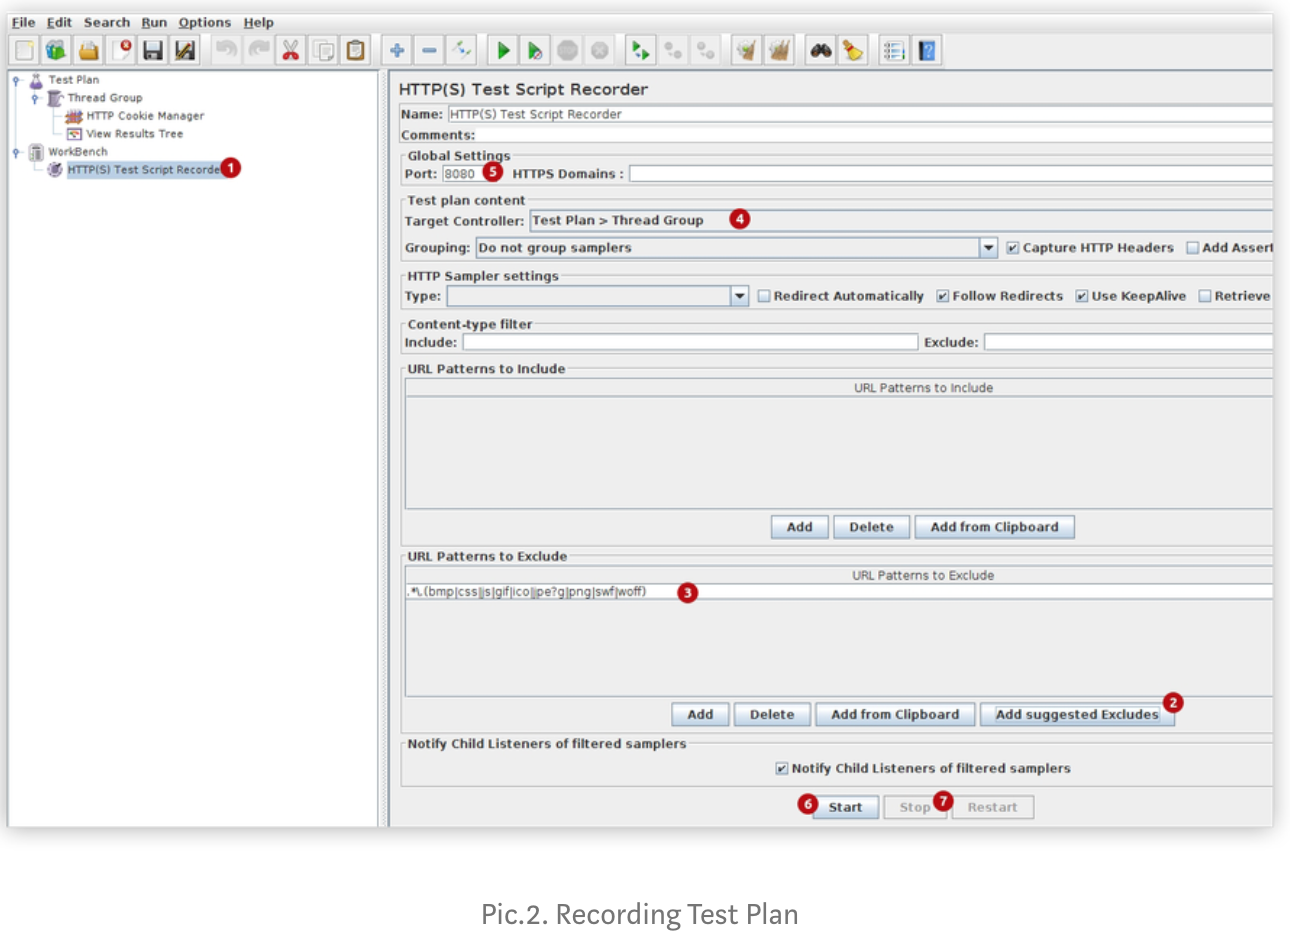 File Edit Search Run Options Help
Test Plan
Thread Group
HTTP Cookie Manager
View Results Tree
WorkBench
HTTP(S) Test Script Recorde 1
HTTP(S) Test Script Recorder
Name: HTTP(S) Test Script Recorder
Comments:
Global Settings
Port: 8080 5 HTTPS Domains :
Test plan content
Target Controller: Test Plan > Thread Group 4
Grouping: Do not group samplers Capture HTTP Headers Add Assert
HTTP Sampler settings
Type: Redirect Automatically Follow Redirects Use KeepAlive Retrieve
Content-type filter
Include: Exclude:
URL Patterns to Include
URL Patterns to Include
Add Delete Add from Clipboard
URL Patterns to Exclude
URL Patterns to Exclude
.*\.(bmp|css|js|gif|ico|jpe?g|png|swf|woff) 3
Add Delete Add from Clipboard Add suggested Excludes 2
Notify Child Listeners of filtered samplers
Notify Child Listeners of filtered samplers
6 Start Stop 7 Restart
Pic.2. Recording Test Plan